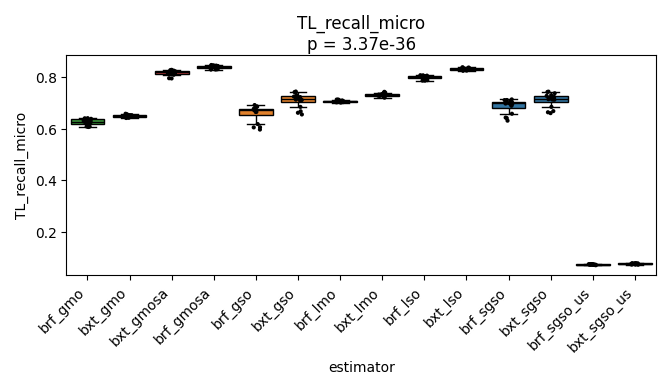 TL_recall_micro
p = 3.37e-36
TL_recall_micro
0.8
0.6
0.4
0.2
brf_gmo
bxt_gmo
bxt_gmosa
brf_gmosa
brf_gso
bxt_gso
brf_lmo
bxt_lmo
brf_lso
bxt_lso
brf_sgso
bxt_sgso
brf_sgso_us
bxt_sgso_us
estimator